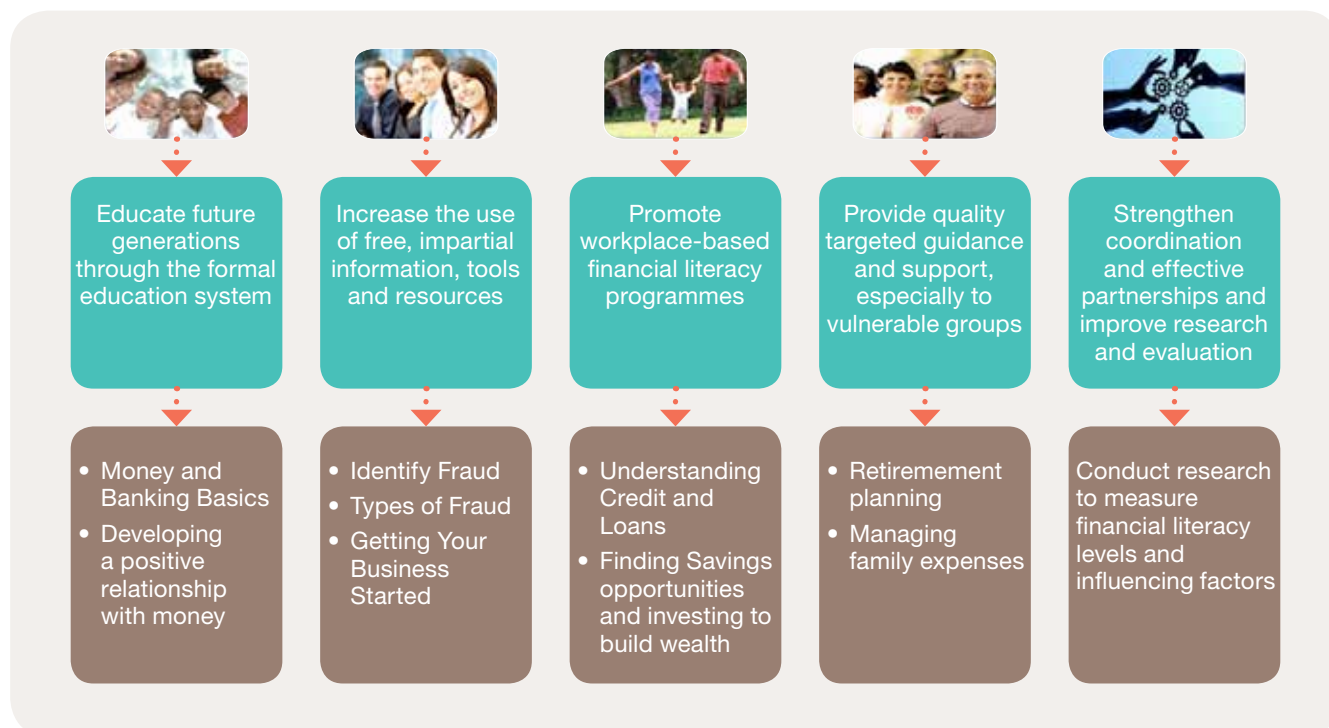 Educate future
generations
through the formal
education system
Increase the use
of free, impartial
information, tools
and resources
Promote
workplace-based
financial literacy
programmes
Provide quality
targeted guidance
and support,
especially to
vulnerable groups
Strengthen
coordination
and effective
partnerships and
improve research
and evaluation
• Money and
Banking Basics
• Developing
a positive
relationship
with money
• Identify Fraud
• Types of Fraud
• Getting Your
Business
Started
• Understanding
Credit and
Loans
• Finding Savings
opportunities
and investing to
build wealth
• Retiremement
planning
• Managing
family expenses
Conduct research
to measure
financial literacy
levels and
influencing factors